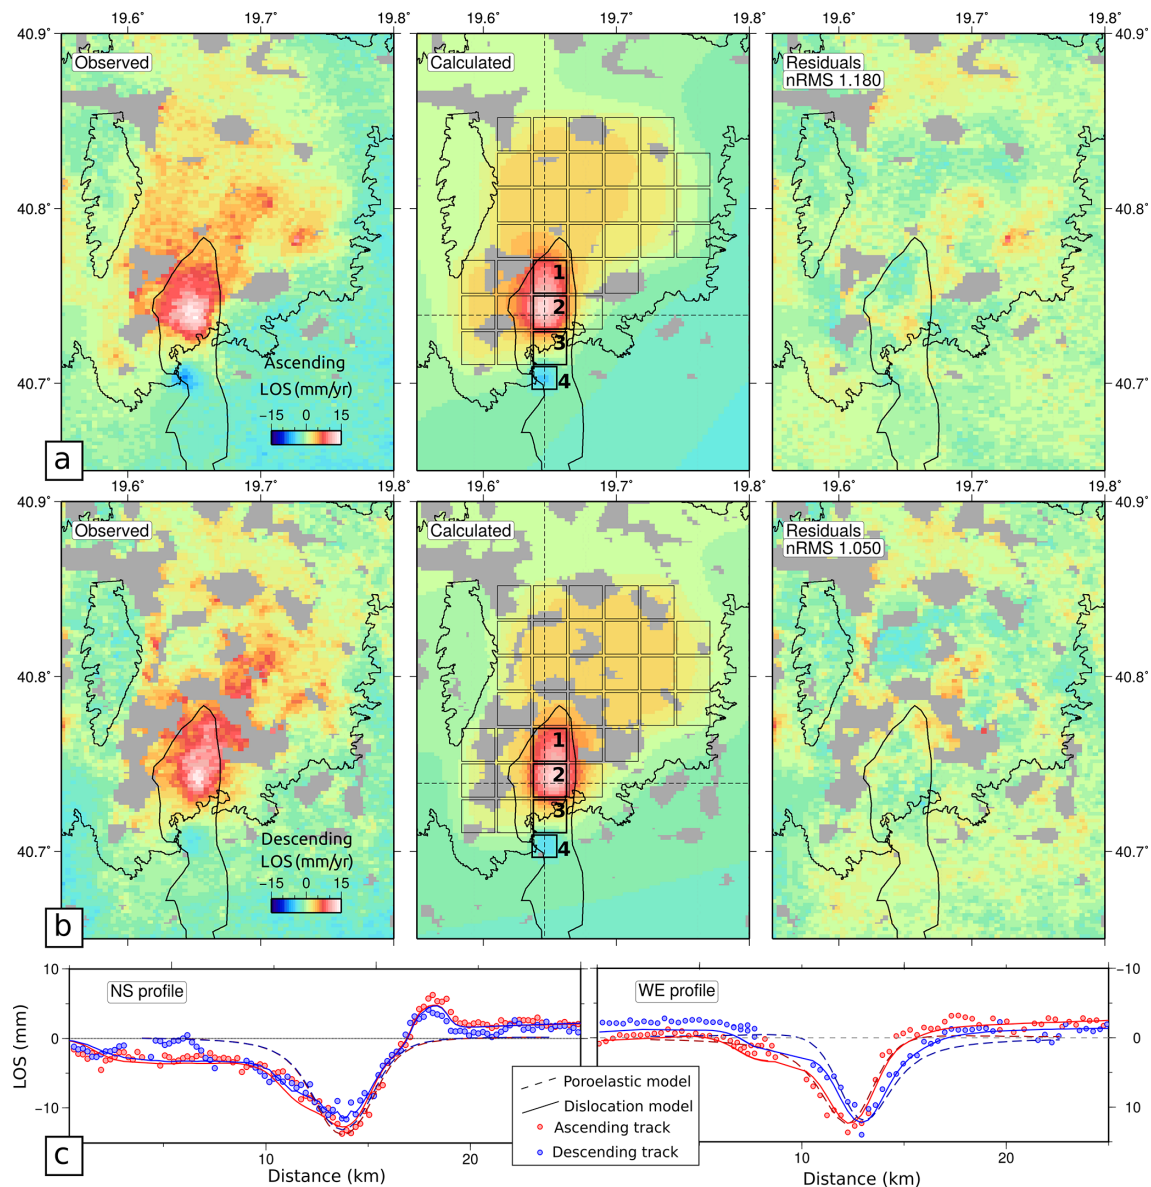 19.6° 19.7° 19.8° 19.6° 19.7° 19.8° 19.6° 19.7° 19.8°
40.9° 40.9°
Observed Calculated Residuals
nRMS 1.180
40.8° 40.8°
1
2
3
4
Ascending
LOS (mm/yr)
−15 0 15
40.7° 40.7°
a
19.6° 19.7° 19.8° 19.6° 19.7° 19.8° 19.6° 19.7° 19.8°
40.9° 40.9°
Observed Calculated Residuals
nRMS 1.050
40.8° 40.8°
1
2
3
4
Descending
LOS (mm/yr)
−15 0 15
40.7° 40.7°
b
10 −10
NS profile WE profile
LOS (mm)
0 0
5
−10 10
Poroelastic model
Dislocation model
Ascending track
Descending track
c
10 20 10 20
Distance (km) Distance (km)